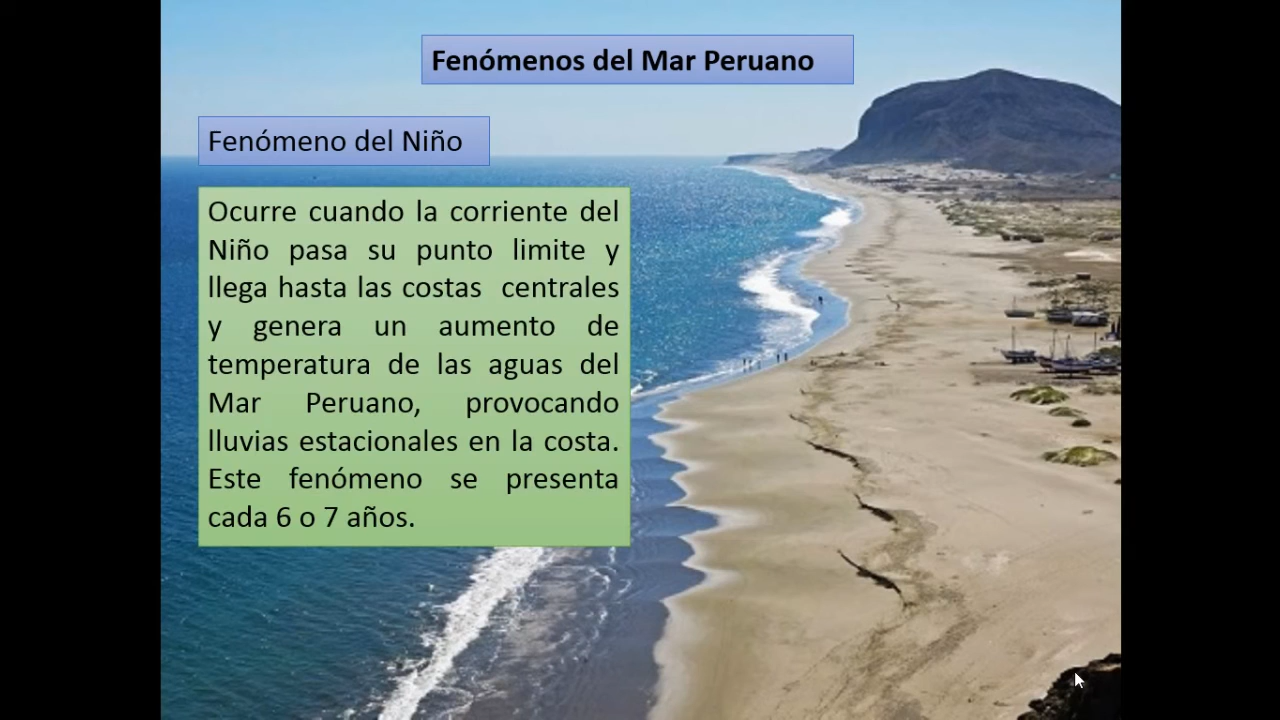 Fenómenos del Mar Peruano
Fenómeno del Niño
Ocurre cuando la corriente del
Niño pasa su punto limite y
llega hasta las costas centrales
y genera un aumento de
temperatura de las aguas del
Mar Peruano, provocando
lluvias estacionales en la costa.
Este fenómeno se presenta
cada 6 o 7 años.